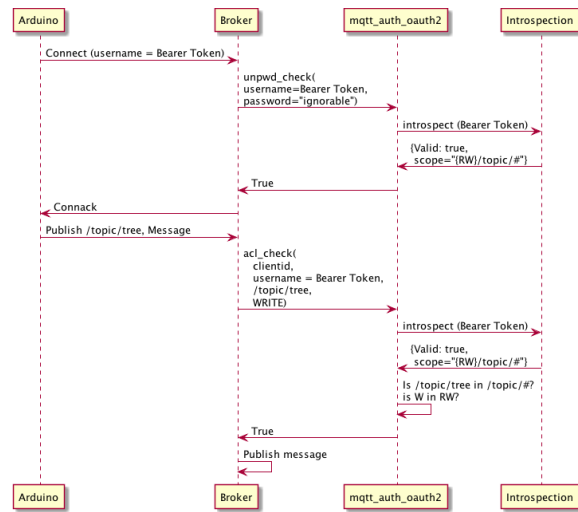 Arduino
Broker
mqtt_auth_oauth2
Introspection
Connect (username = Bearer Token)
unpwd_check(
username=Bearer Token,
password="ignorable")
introspect (Bearer Token)
{Valid: true,
scope="{RW}/topic/#"}
True
Connack
Publish /topic/tree, Message
acl_check(
clientid,
username = Bearer Token,
/topic/tree,
WRITE)
introspect (Bearer Token)
{Valid: true,
scope="{RW}/topic/#"}
Is /topic/tree in /topic/#?
is W in RW?
True
Publish message
Arduino
Broker
mqtt_auth_oauth2
Introspection